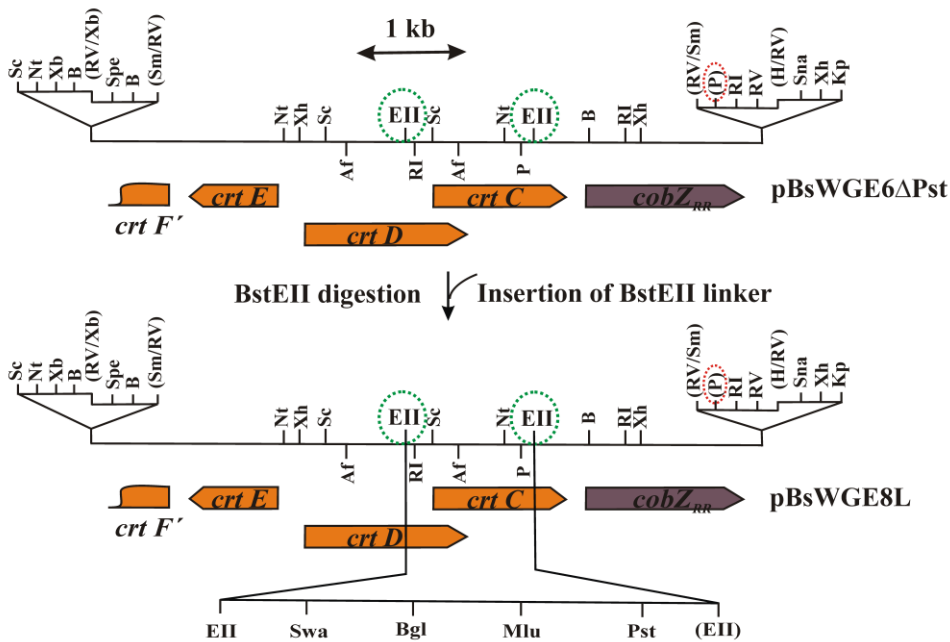 1 kb
Sc Nt Xb B (RV/Xb) Spe B (Sm/RV)
(RV/Sm) (P) RI RV (H/RV) Sna Xh Kp
Nt Xh Sc EII Sc Nt EII B RI Xh
Af RI Af P
crt F´ crt E crt C cobZRR pBsWGE6ΔPst
crt D
BstEII digestion Insertion of BstEII linker
Sc Nt Xb B (RV/Xb) Spe B (Sm/RV)
(RV/Sm) (P) RI RV (H/RV) Sna Xh Kp
Nt Xh Sc EII Sc Nt EII B RI Xh
Af RI Af P
crt F´ crt E crt C cobZRR pBsWGE8L
crt D
EII Swa Bgl Mlu Pst (EII)